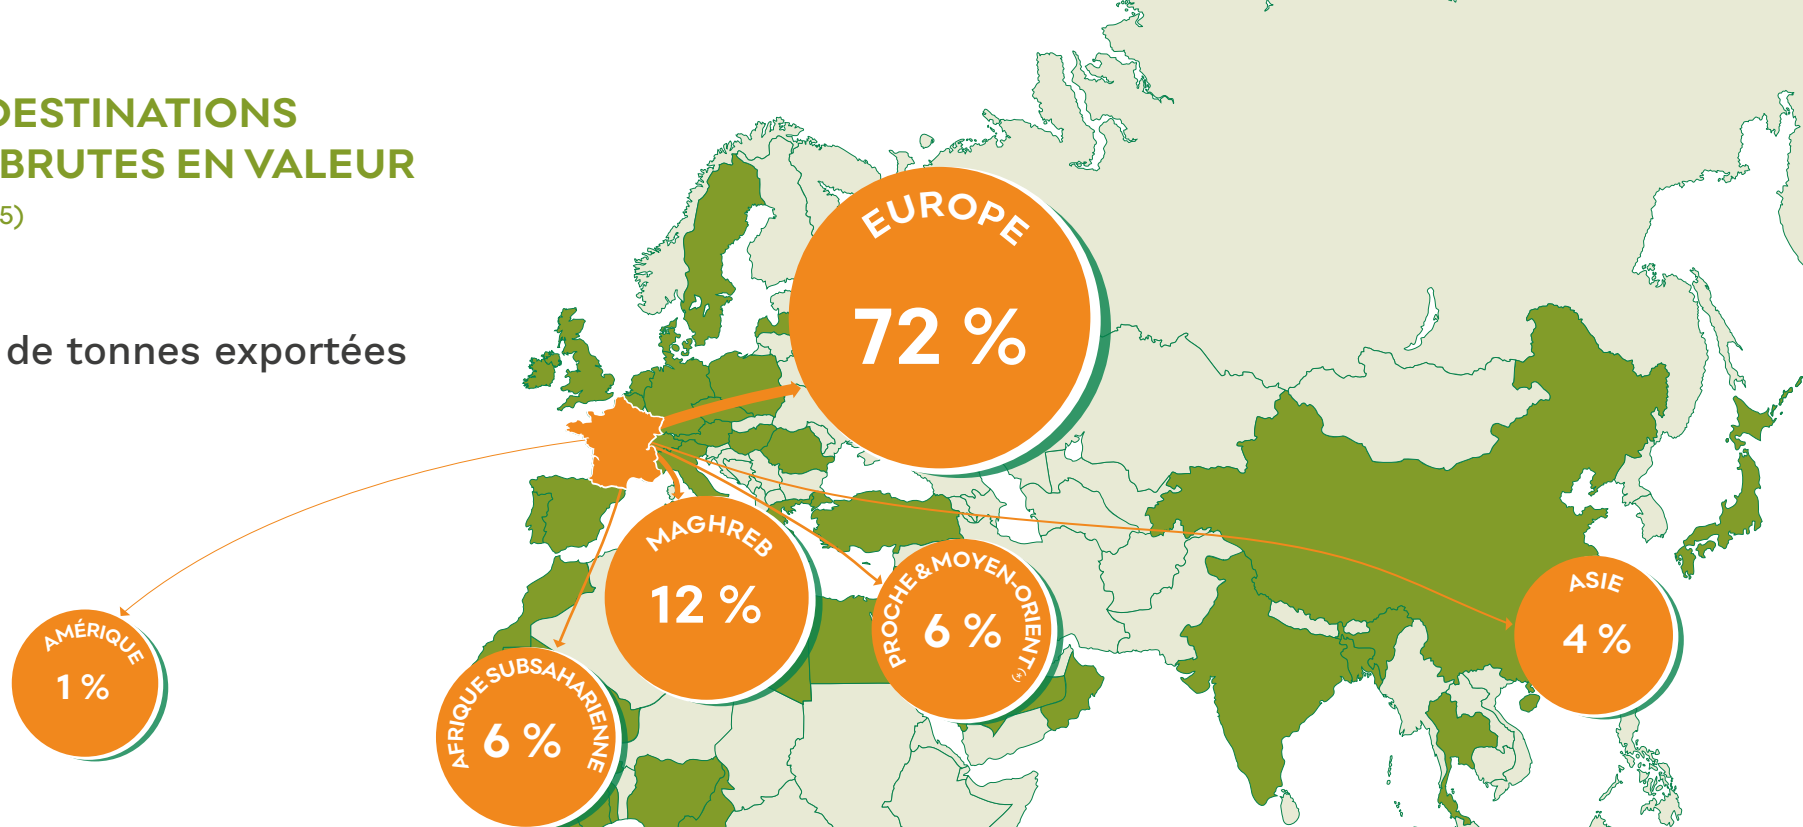 DESTINATIONS
BRUTES EN VALEUR
5)
de tonnes exportées
EUROPE
72 %
MAGHREB
12 %
PROCHE & MOYEN-ORIENT(*)
6 %
ASIE
4 %
AMÉRIQUE
1 %
AFRIQUE SUBSAHARIENNE
6 %